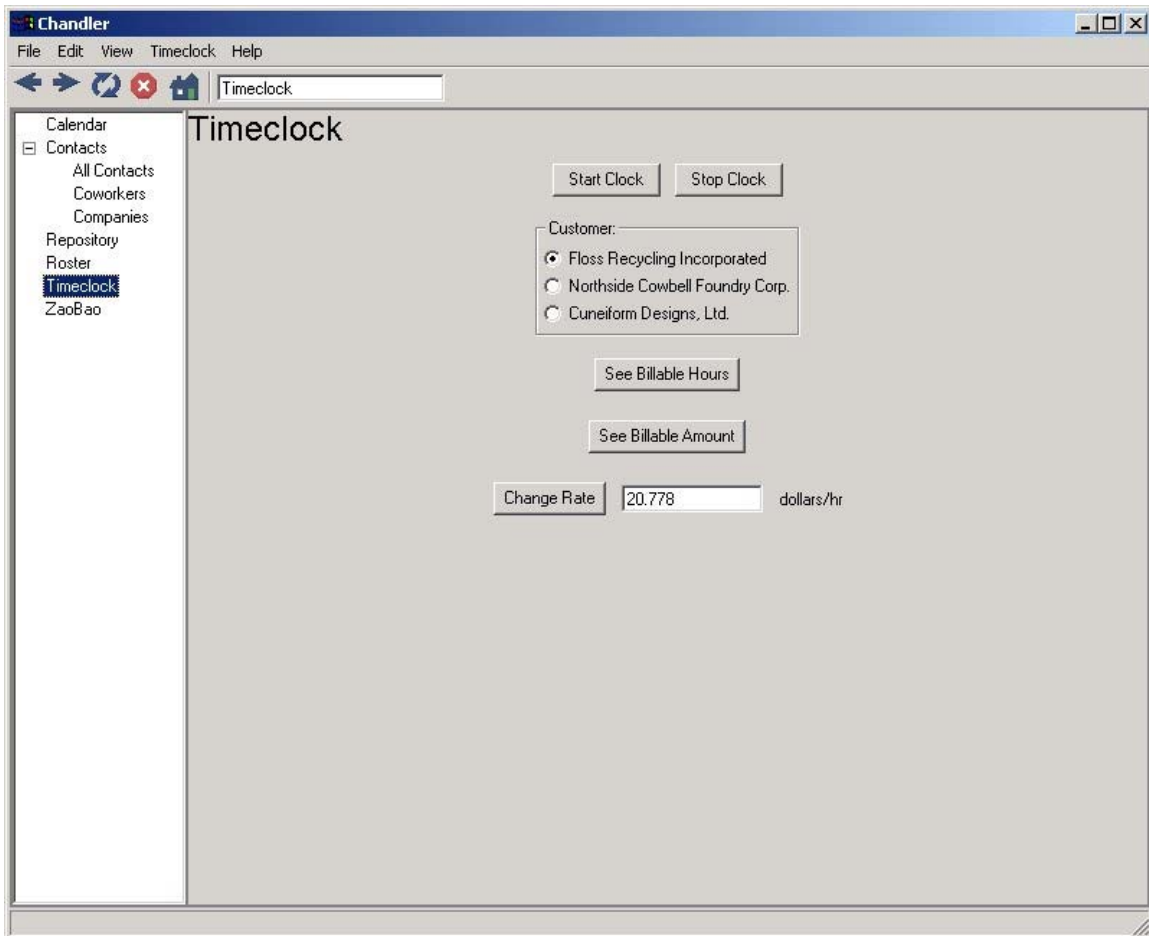 Chandler
File Edit View Timeclock Help
Timeclock
Calendar
Contacts
All Contacts
Coworkers
Companies
Repository
Roster
Timeclock
ZaoBao
Timeclock
Start Clock Stop Clock
Customer:
Floss Recycling Incorporated
Northside Cowbell Foundry Corp.
Cuneiform Designs, Ltd.
See Billable Hours
See Billable Amount
Change Rate 20.778 dollars/hr